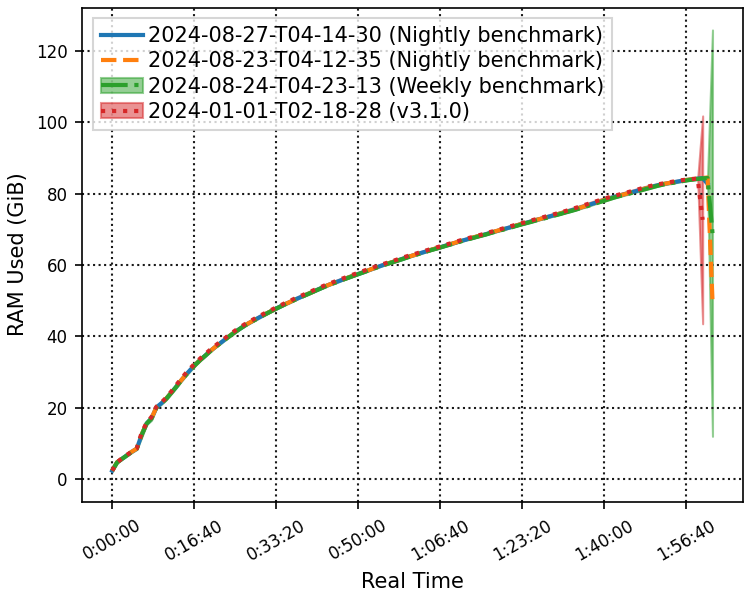 2024-08-27-T04-14-30 (Nightly benchmark)
2024-08-23-T04-12-35 (Nightly benchmark)
2024-08-24-T04-23-13 (Weekly benchmark)
2024-01-01-T02-18-28 (v3.1.0)
RAM Used (GiB)
120
100
80
60
40
20
0
0:00:00
0:16:40
0:33:20
0:50:00
1:06:40
1:23:20
1:40:00
1:56:40
Real Time